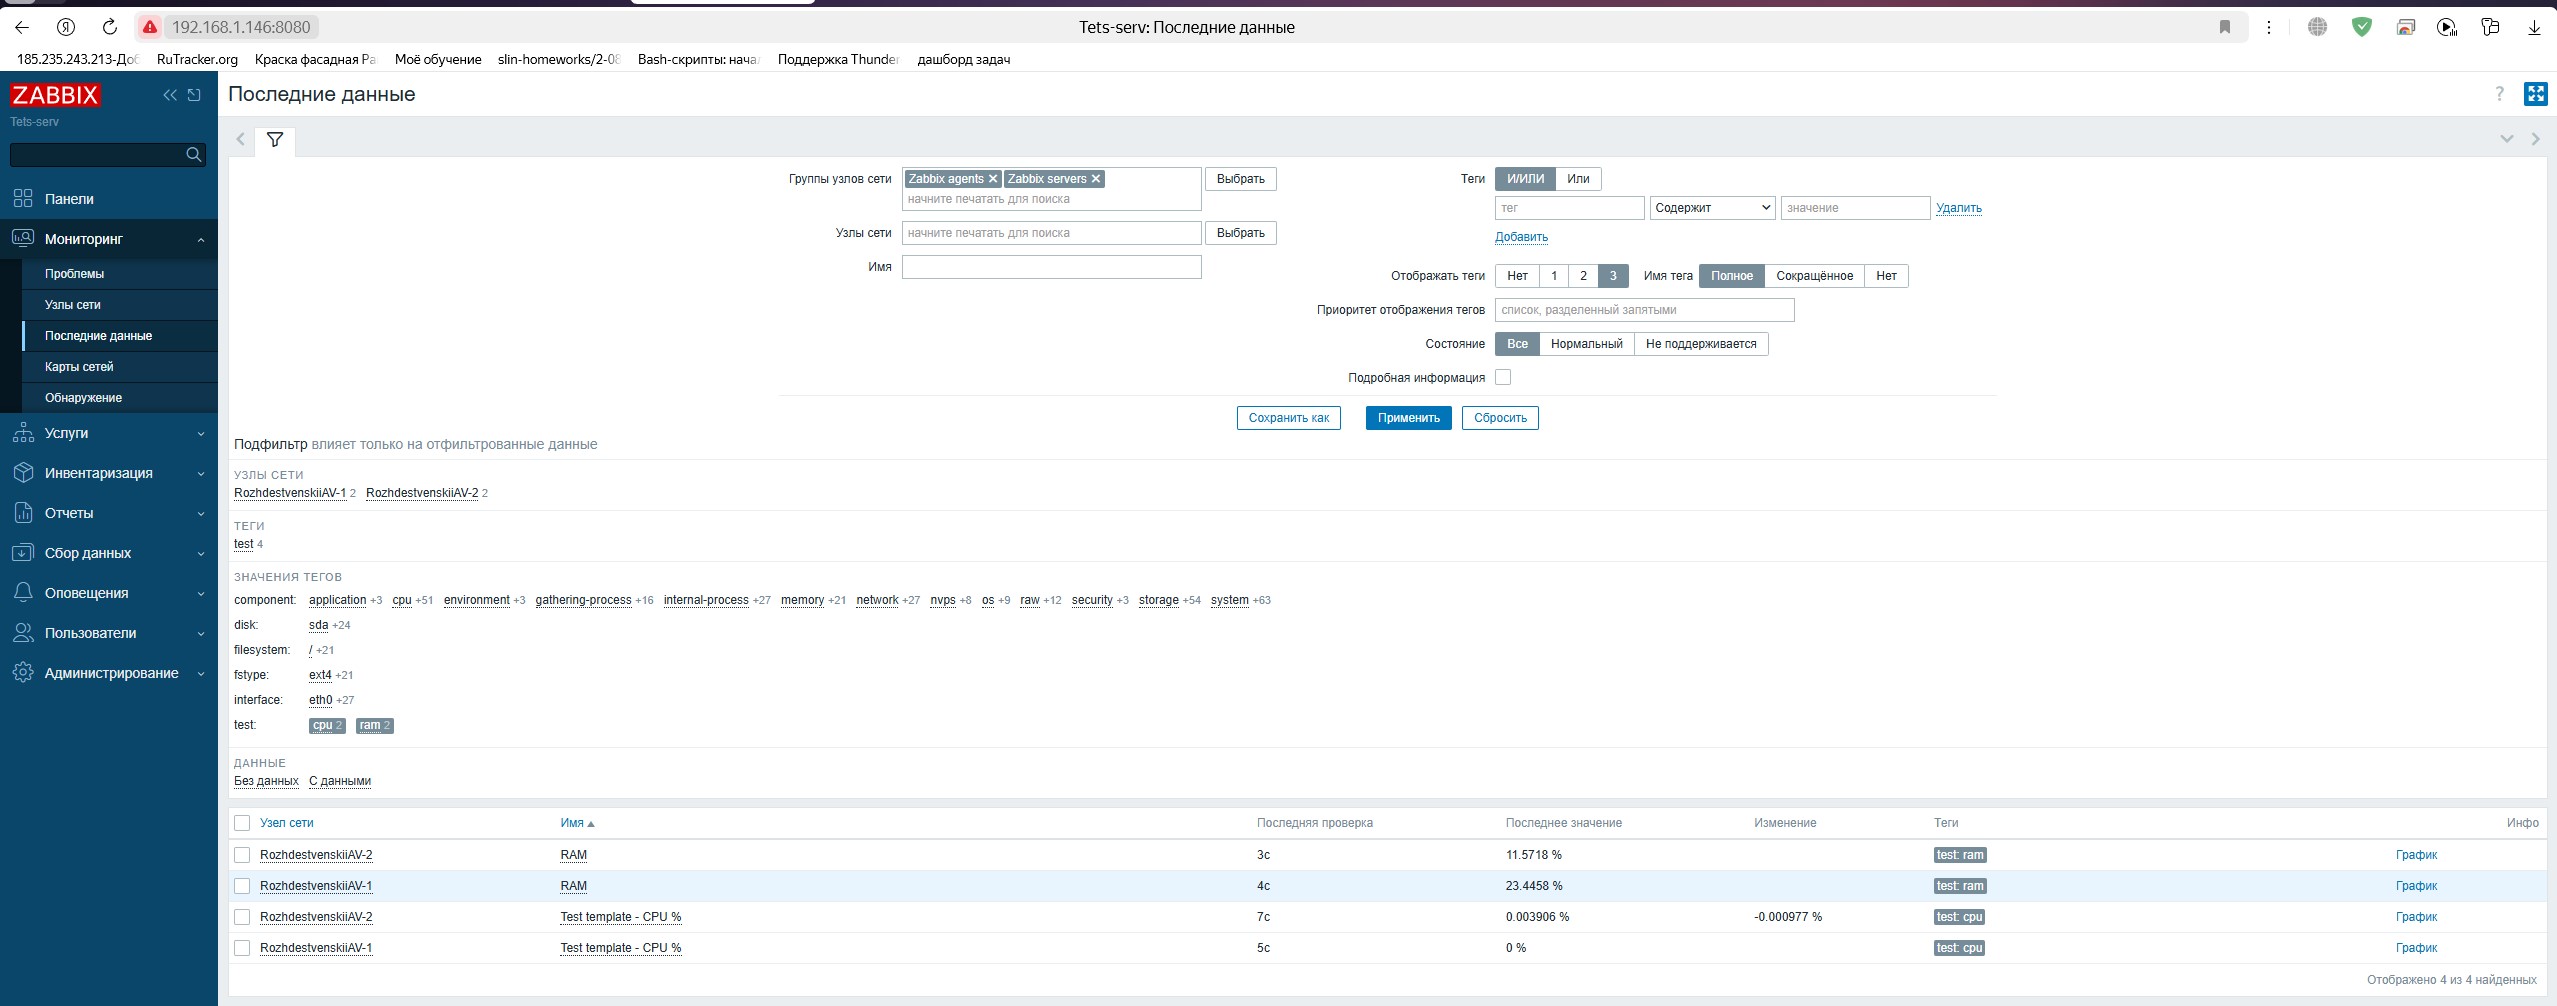 192.168.1.146:8080
Tets-serv: Последние данные
185.235.243.213-Доб RuTracker.org Краска фасадная Ра Моё обучение slin-homeworks/2-08 Bash-скрипты: нача Поддержка Thunder дашборд задач
ZABBIX
Tets-serv
Панели
Мониторинг
Проблемы
Узлы сети
Последние данные
Карты сетей
Обнаружение
Услуги
Инвентаризация
Отчеты
Сбор данных
Оповещения
Пользователи
Администрирование
Последние данные
?
Группы узлов сети Zabbix agents Zabbix servers Выбрать
начните печатать для поиска
Узлы сети начните печатать для поиска Выбрать
Имя
Теги И/ИЛИ Или
тег Содержит значение Удалить
Добавить
Отображать теги Нет 1 2 3 Имя тега Полное Сокращённое Нет
Приоритет отображения тегов список, разделенный запятыми
Состояние Все Нормальный Не поддерживается
Подробная информация
Сохранить как Применить Сбросить
Подфильтр влияет только на отфильтрованные данные
УЗЛЫ СЕТИ
RozhdestvenskiiAV-1 2 RozhdestvenskiiAV-2 2
ТЕГИ
test 4
ЗНАЧЕНИЯ ТЕГОВ
component: application +3 cpu +51 environment +3 gathering-process +16 internal-process +27 memory +21 network +27 nvps +8 os +9 raw +12 security +3 storage +54 system +63
disk: sda +24
filesystem: / +21
fstype: ext4 +21
interface: eth0 +27
test: cpu 2 ram 2
ДАННЫЕ
Без данных С данными
Узел сети Имя Последняя проверка Последнее значение Изменение Теги Инфо
RozhdestvenskiiAV-2 RAM 3с 11.5718 % test: ram График
RozhdestvenskiiAV-1 RAM 4с 23.4458 % test: ram График
RozhdestvenskiiAV-2 Test template - CPU % 7с 0.003906 % -0.000977 % test: cpu График
RozhdestvenskiiAV-1 Test template - CPU % 5с 0 % test: cpu График
Отображено 4 из 4 найденных